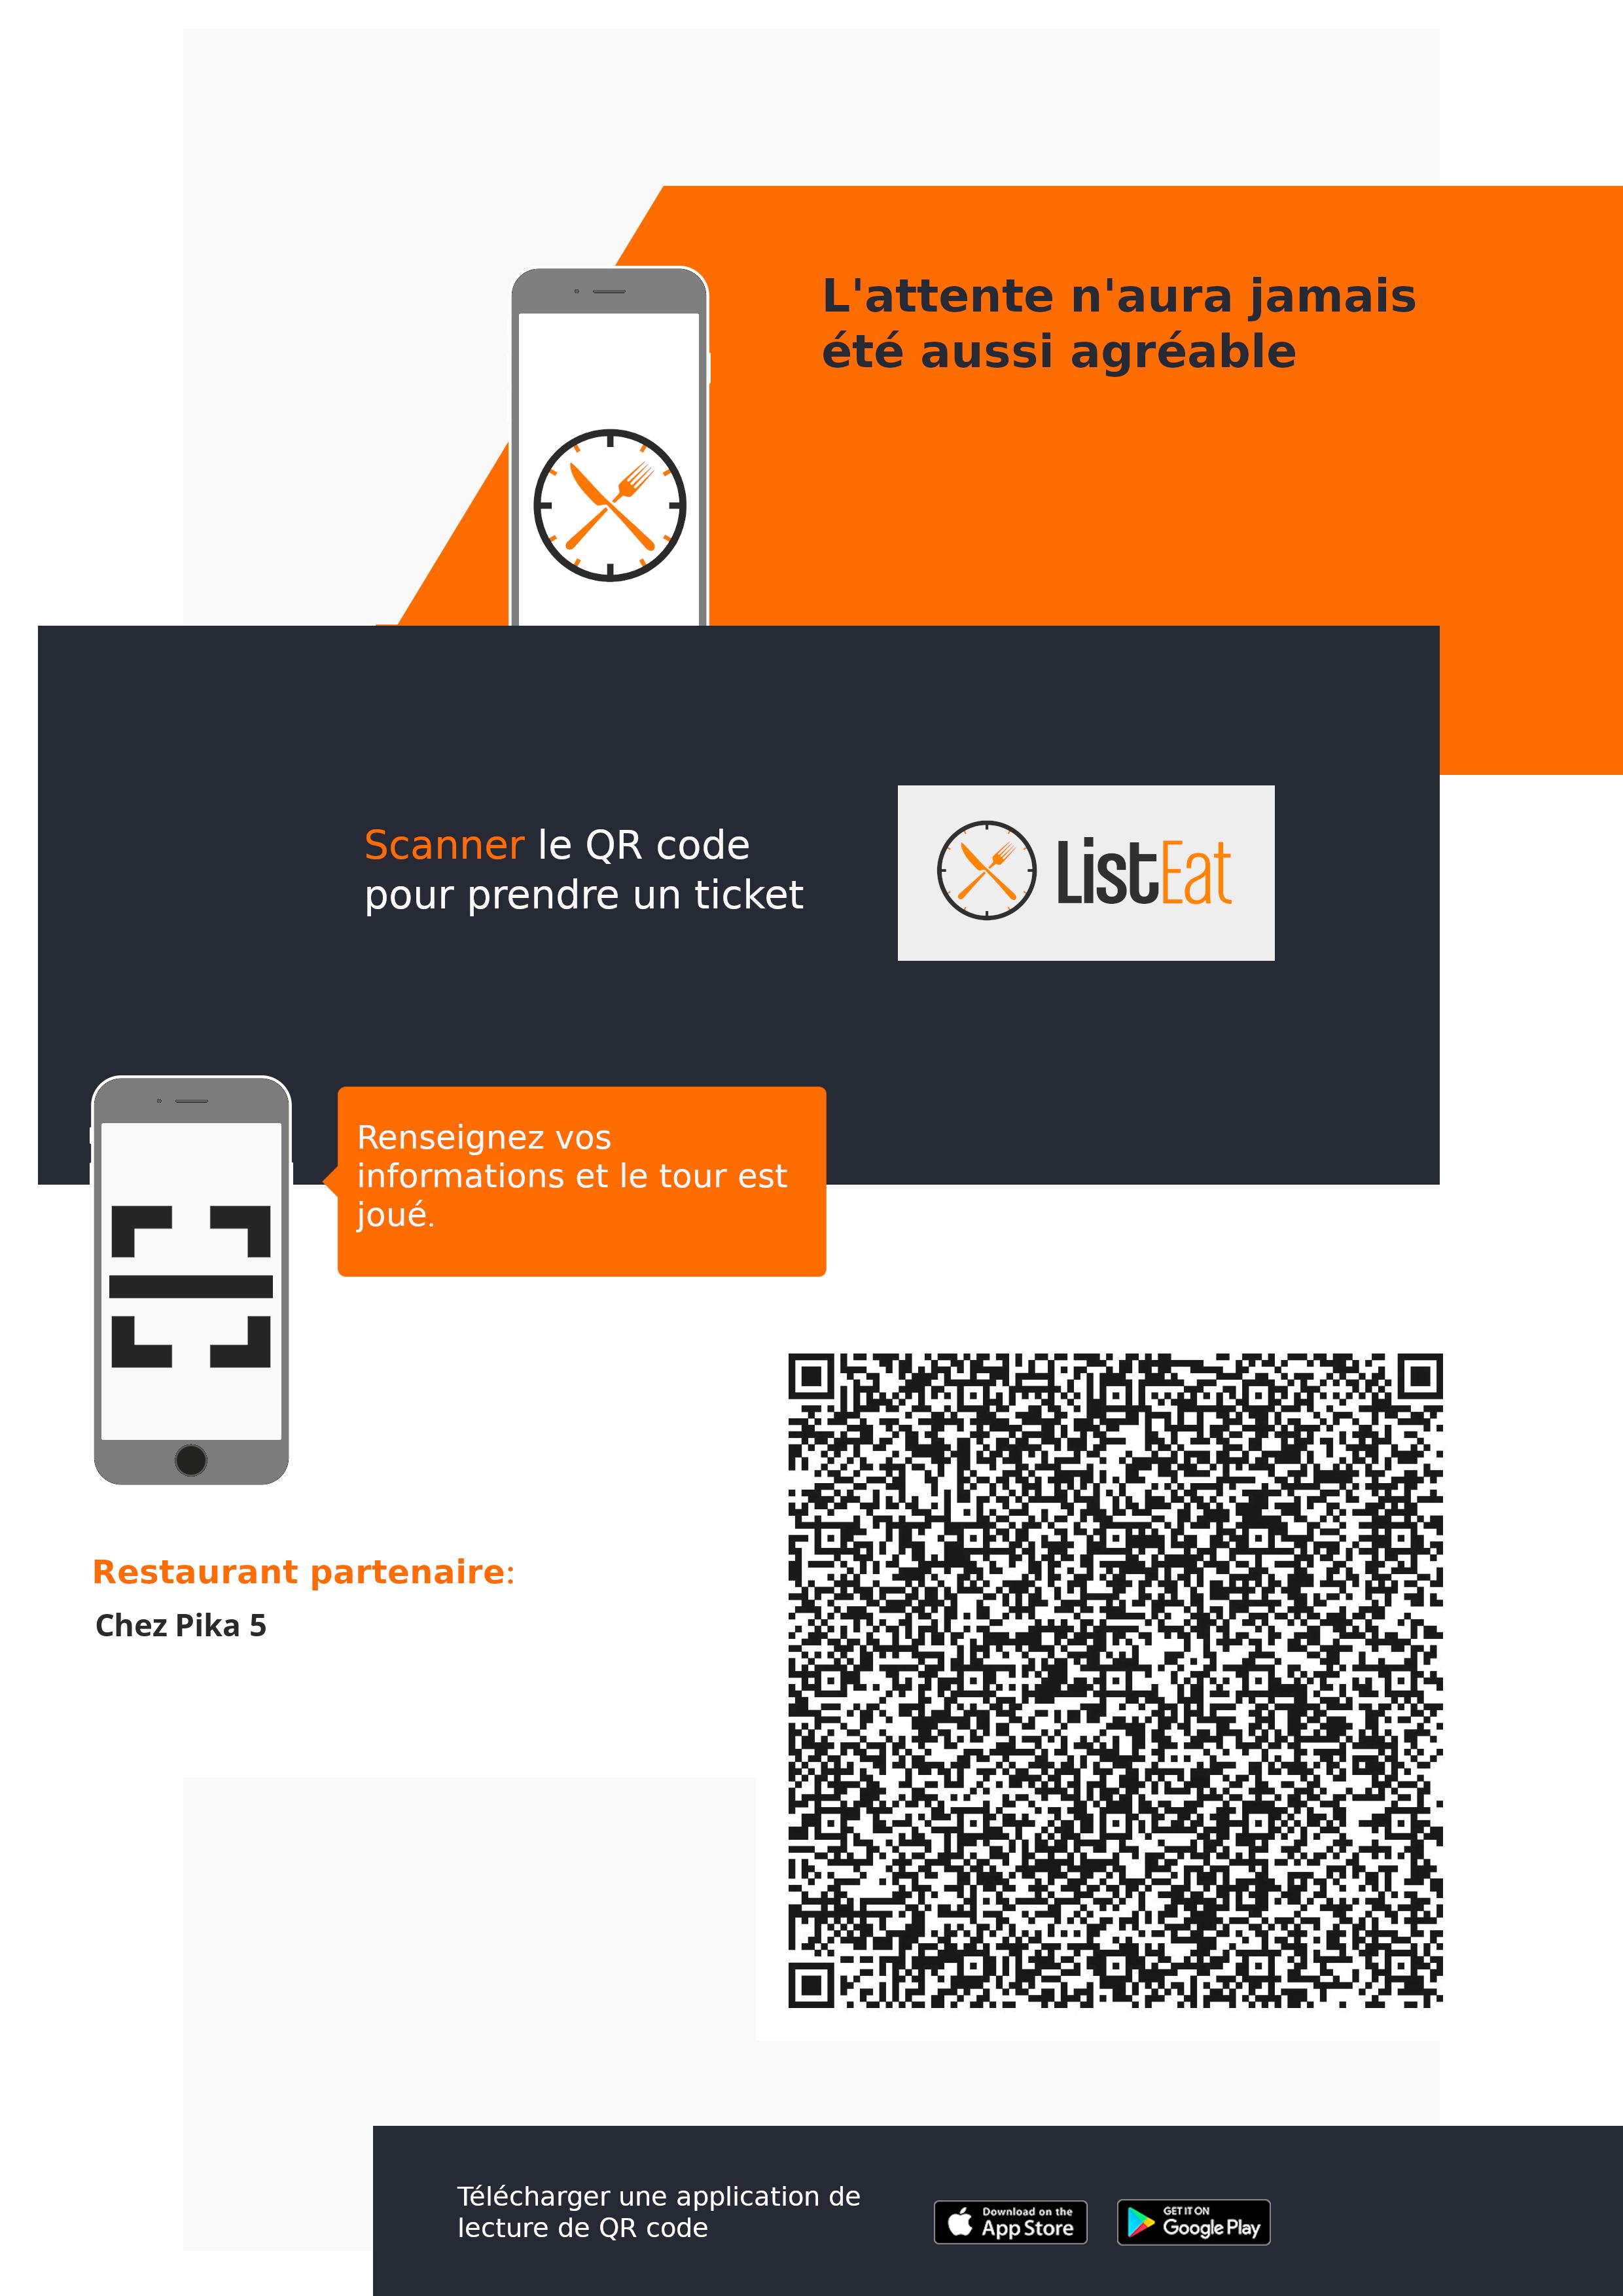 L'attente n'aura jamais
été aussi agréable
Scanner le QR code
pour prendre un ticket
ListEat
Renseignez vos
informations et le tour est
joué.
Restaurant partenaire:
Chez Pika 5
Télécharger une application de
lecture de QR code
Download on the
App Store
GET IT ON
Google Play